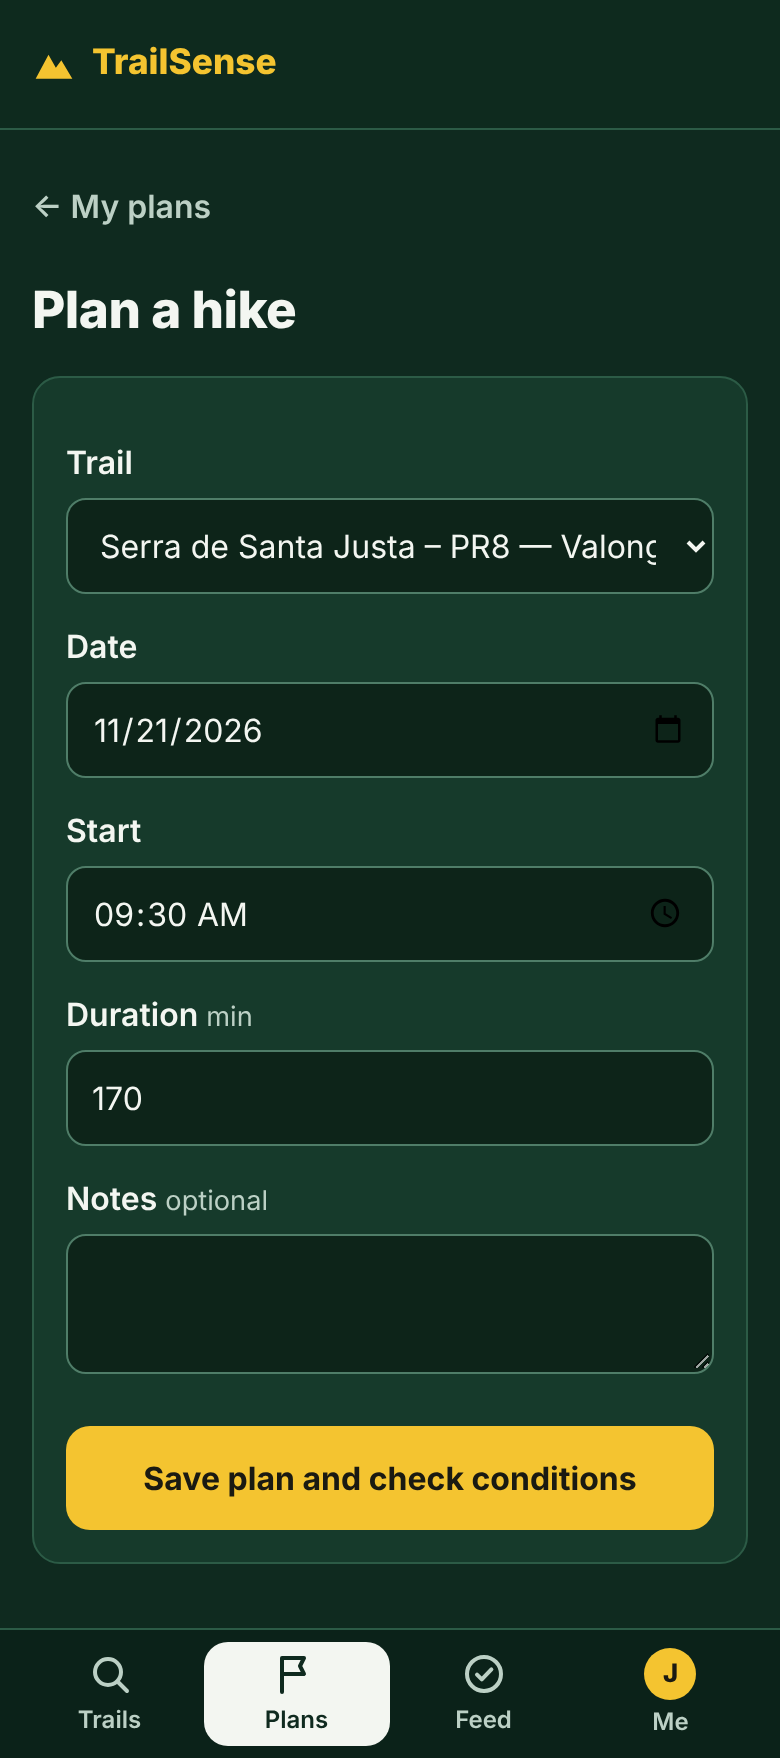 TrailSense
← My plans
Plan a hike
Trail
Serra de Santa Justa – PR8 — Valong
Date
11/21/2026
Start
09:30 AM
Duration min
170
Notes optional
Save plan and check conditions
Trails
Plans
Feed
J
Me